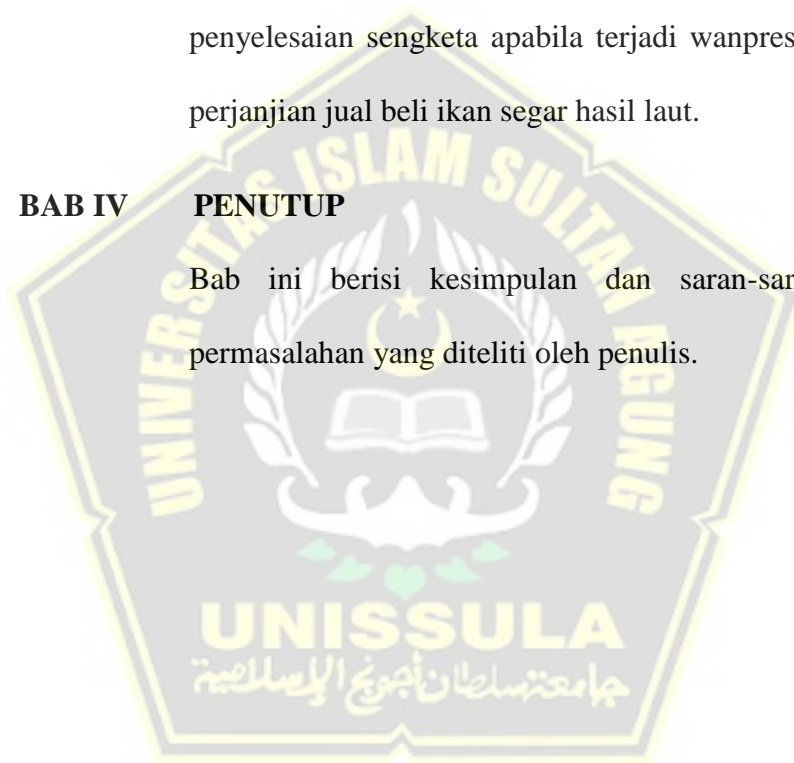 penyelesaian sengketa apabila terjadi wanpres
perjanjian jual beli ikan segar hasil laut.
BAB IV PENUTUP
Bab ini berisi kesimpulan dan saran-sar
permasalahan yang diteliti oleh penulis.
UNIVERSITAS ISLAM SULTAN AGUNG
UNISSULA
جامعة سلطان أجونج الإسلامية